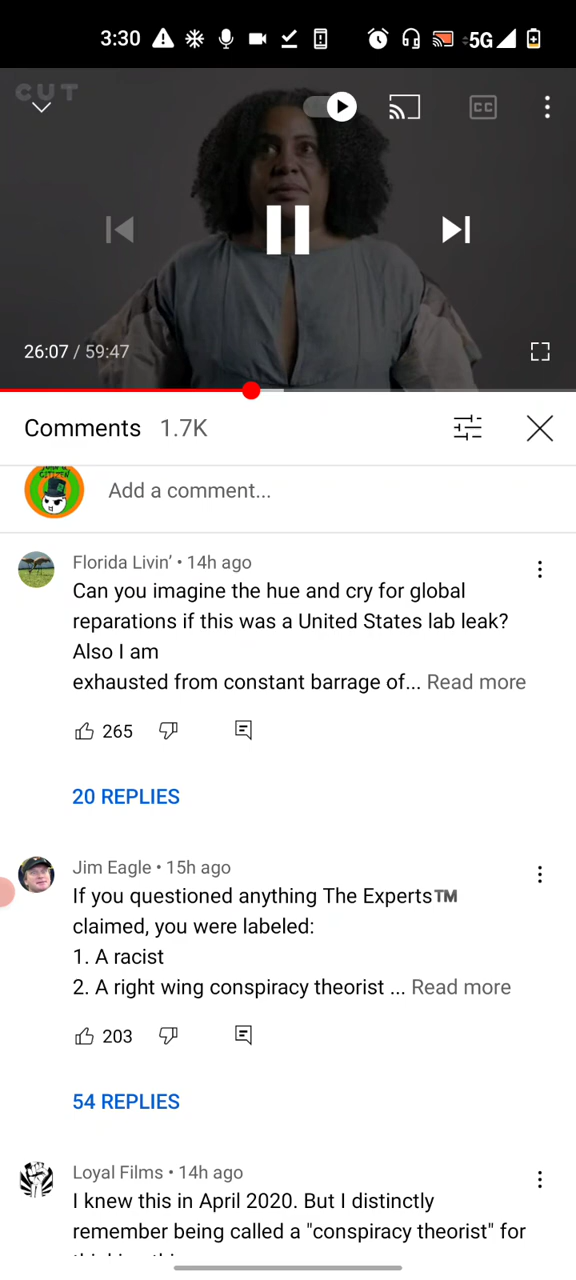 3:30
5G
CUT
CC
26:07 / 59:47
Comments 1.7K
Add a comment...
Florida Livin’ • 14h ago
Can you imagine the hue and cry for global
reparations if this was a United States lab leak?
Also I am
exhausted from constant barrage of... Read more
265
20 REPLIES
Jim Eagle • 15h ago
If you questioned anything The Experts™
claimed, you were labeled:
1. A racist
2. A right wing conspiracy theorist ... Read more
203
54 REPLIES
Loyal Films • 14h ago
I knew this in April 2020. But I distinctly
remember being called a "conspiracy theorist" for